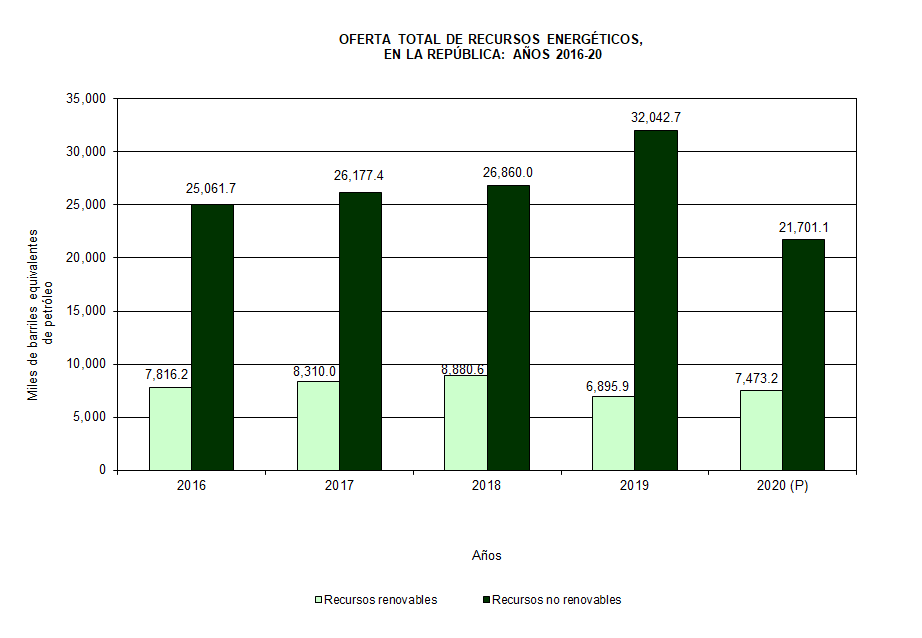 OFERTA TOTAL DE RECURSOS ENERGÉTICOS,
EN LA REPÚBLICA: AÑOS 2016-20
Miles de barriles equivalentes
de petróleo
35,000
30,000
25,000
20,000
15,000
10,000
5,000
0
7,816.2
25,061.7
8,310.0
26,177.4
8,880.6
26,860.0
6,895.9
32,042.7
7,473.2
21,701.1
2016
2017
2018
2019
2020 (P)
Años
Recursos renovables
Recursos no renovables